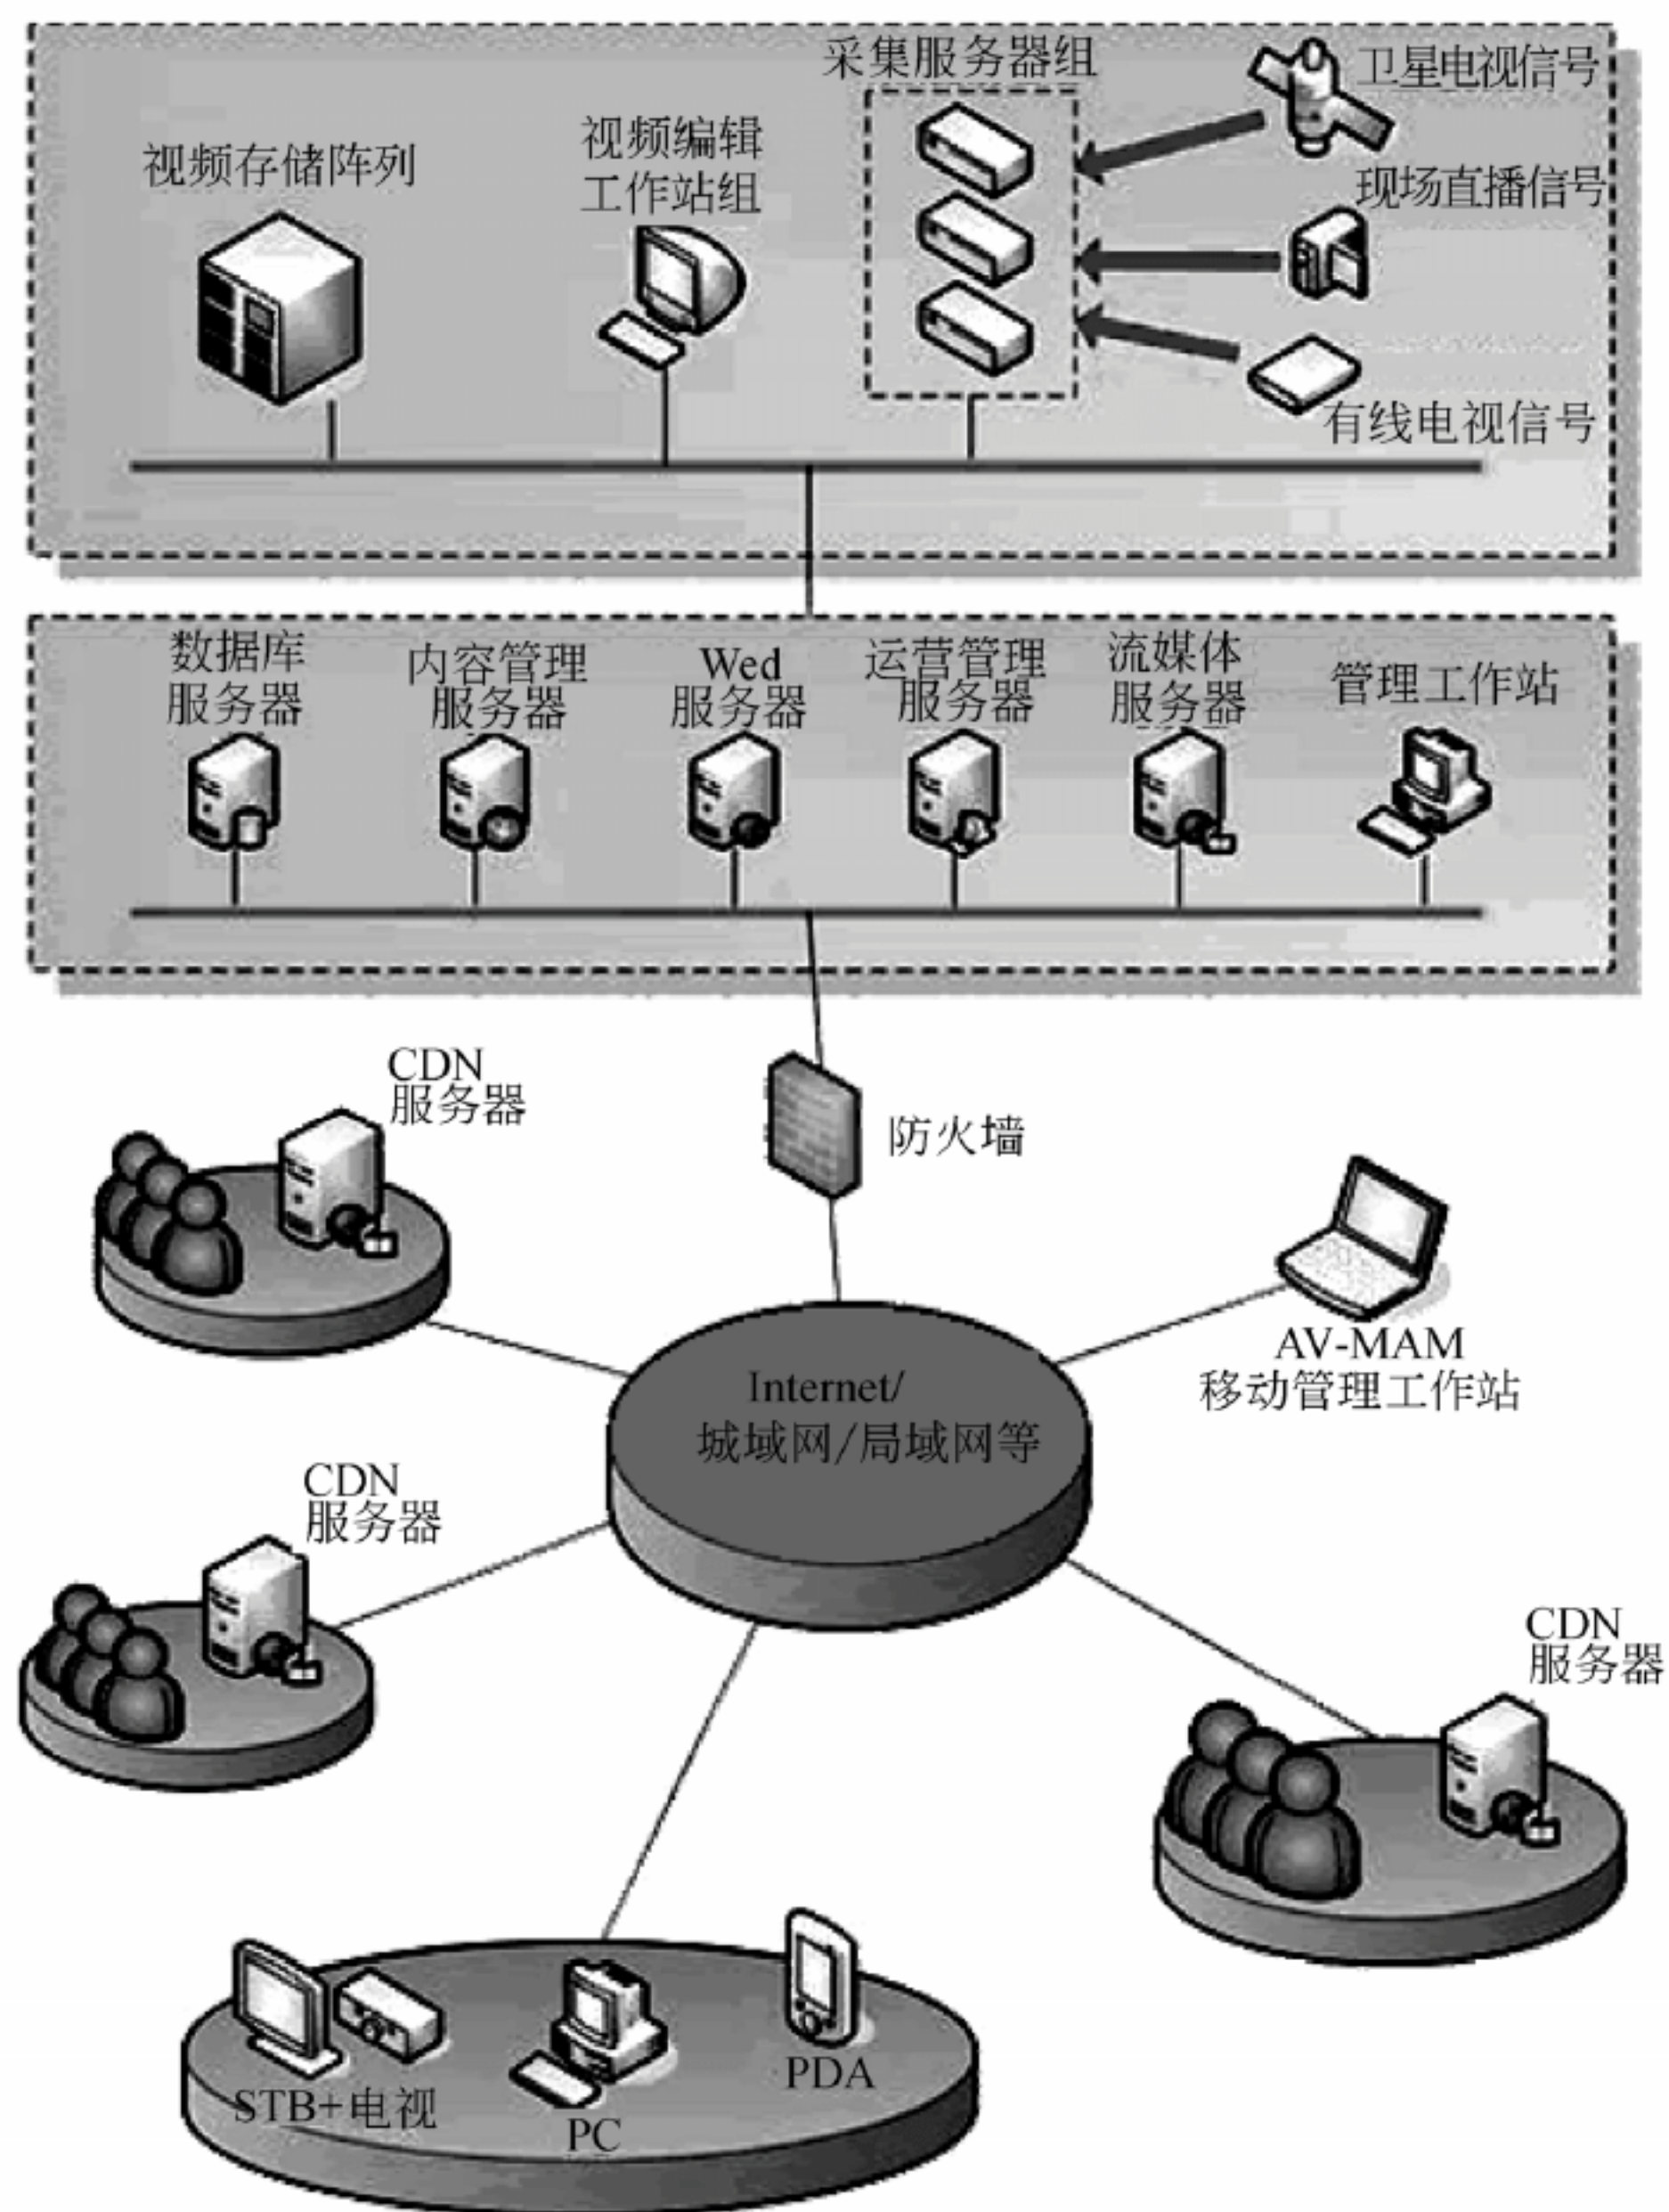 采集服务器组
卫星电视信号
视频存储阵列
视频编辑
工作站组
现场直播信号
有线电视信号
数据库
服务器
内容管理
服务器
Wed
服务器
运营管理
服务器
流媒体
服务器
管理工作站
CDN
服务器
防火墙
AV-MAM
移动管理工作站
Internet/
城域网/局域网等
CDN
服务器
CDN
服务器
STB+电视
PC
PDA